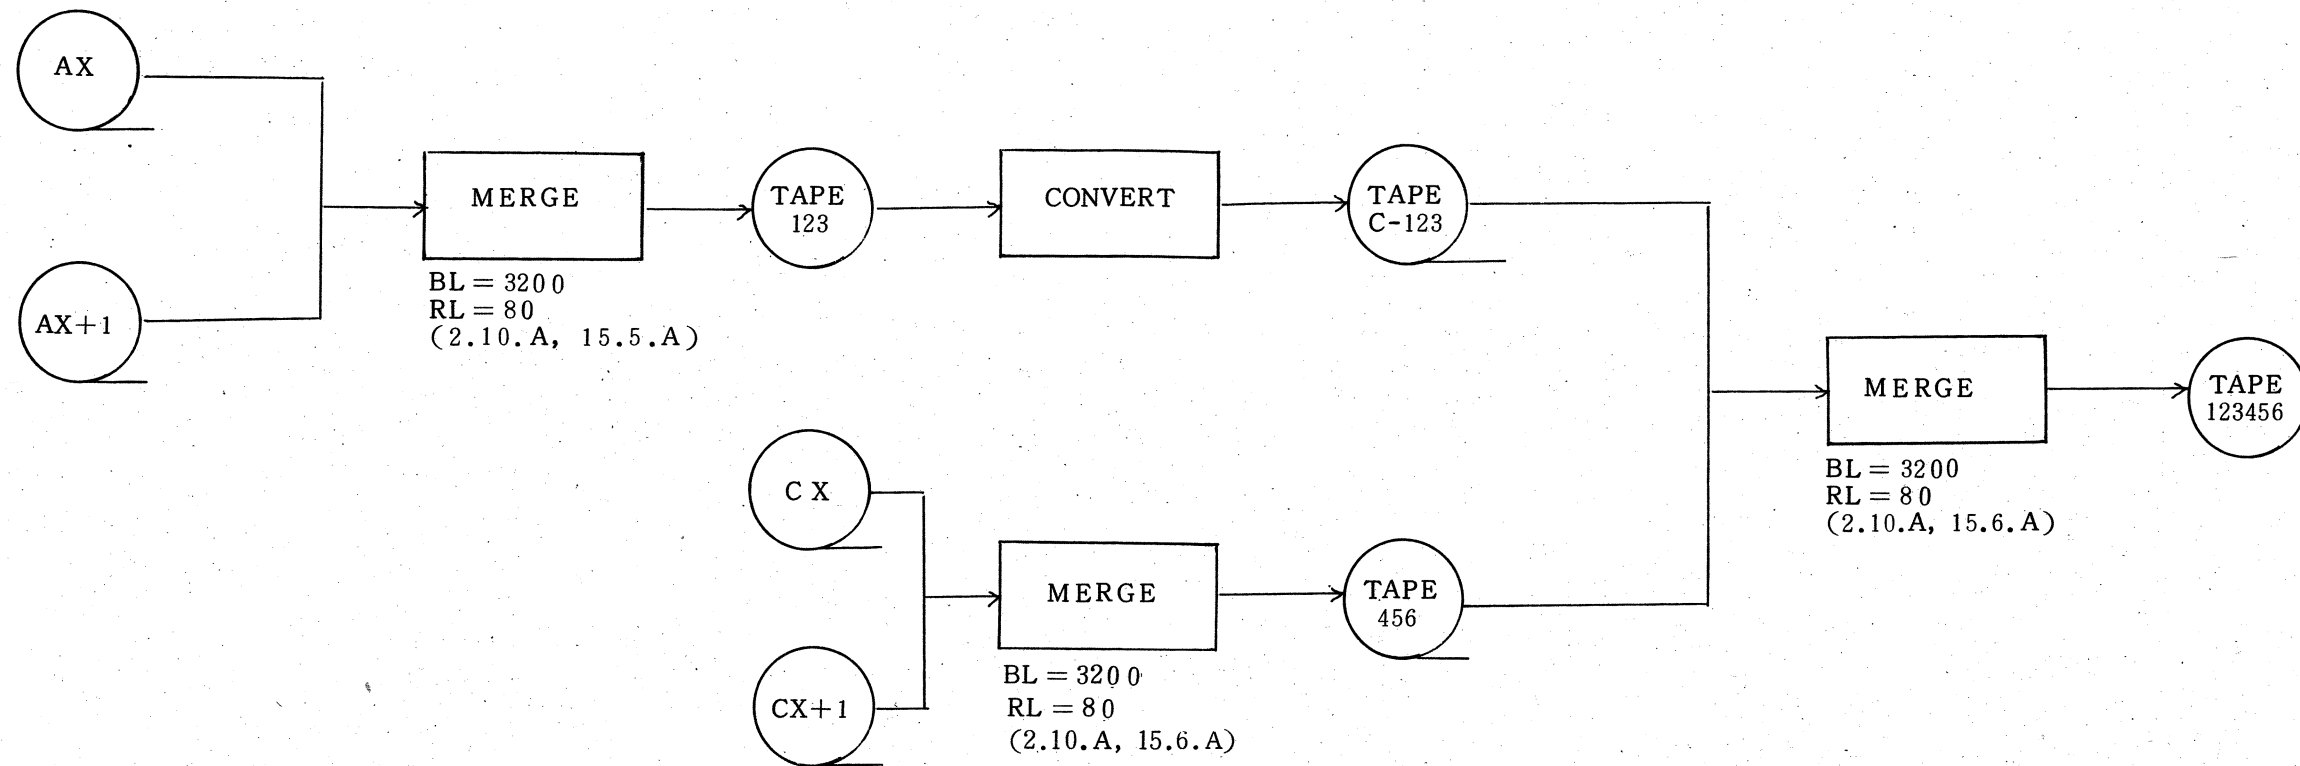 AX
AX+1
MERGE
BL = 3200
RL = 80
(2.10.A, 15.5.A)
TAPE
123
CONVERT
TAPE
C-123
C X
CX+1
MERGE
BL = 3200
RL = 80
(2.10.A, 15.6.A)
TAPE
456
MERGE
BL = 3200
RL = 80
(2.10.A, 15.6.A)
TAPE
123456